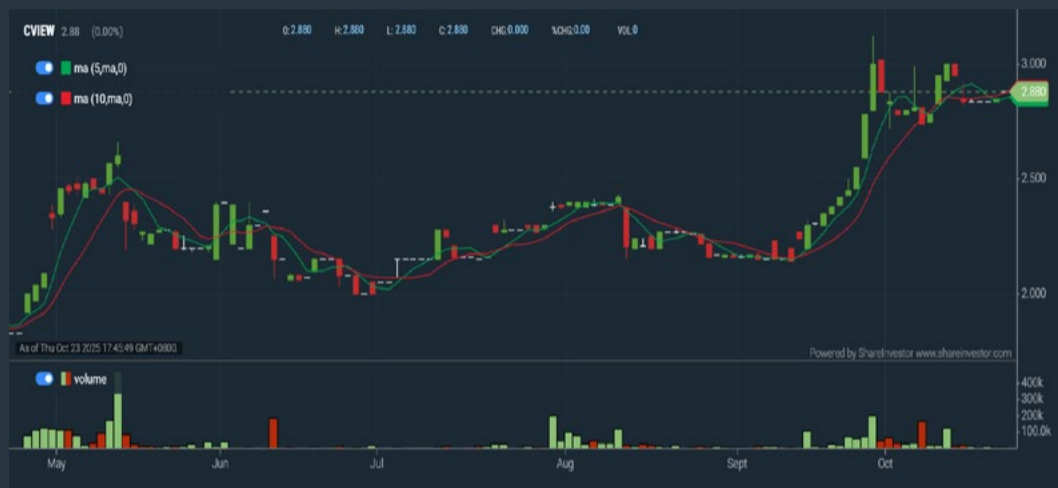 CVIEW 2.88 (0.00%) O: 2.880 H: 2.880 L: 2.880 C: 2.880 CHG:0.000 %CHG:0.00 VOL:0
ma (5,ma,0)
ma (10,ma,0)
3.000
2.880
2.500
2.000
As of Thu Oct 23 2025 17:45:49 GMT+0800.
Powered by ShareInvestor www.shareinvestor.com
volume
400k
300k
200k
100.0k
May Jun Jul Aug Sept Oct